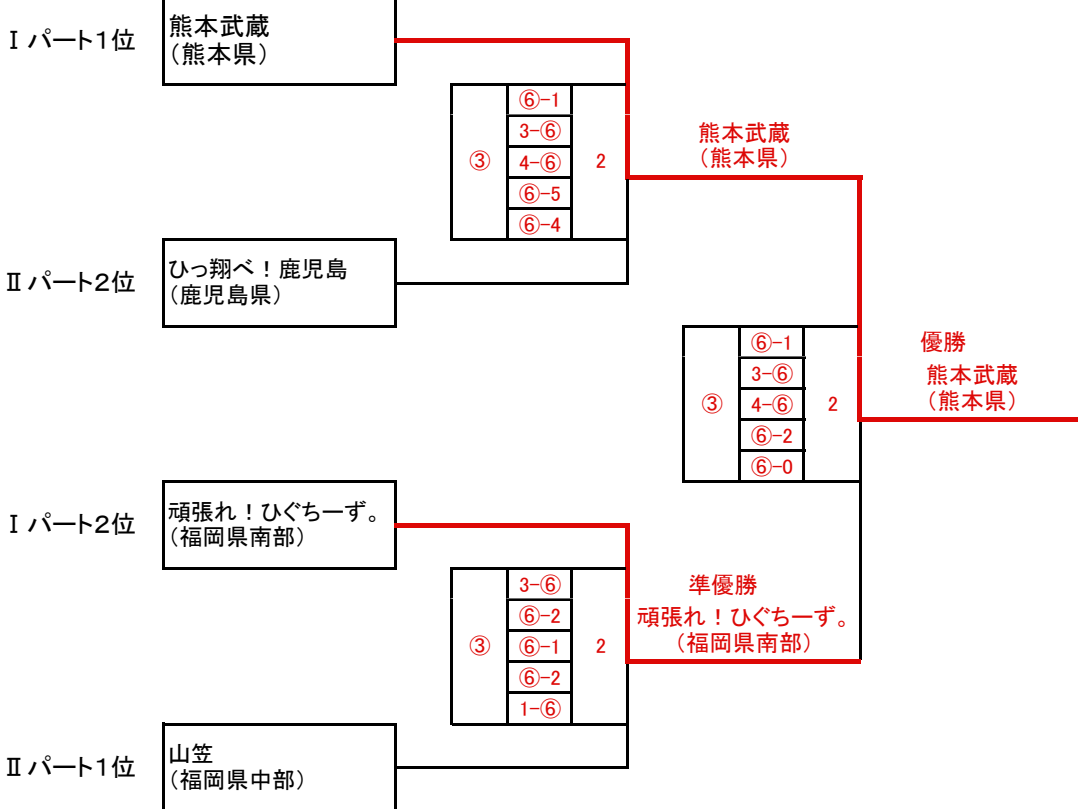 Ⅰパート1位
熊本武蔵
(熊本県)
⑥-1
3-⑥
③ 4-⑥ 2
⑥-5
⑥-4
熊本武蔵
(熊本県)
Ⅱパート2位
ひっ翔べ!鹿児島
(鹿児島県)
⑥-1
3-⑥
③ 4-⑥ 2
⑥-2
⑥-0
優勝
熊本武蔵
(熊本県)
Ⅰパート2位
頑張れ!ひぐちーず。
(福岡県南部)
3-⑥
⑥-2
③ ⑥-1 2
⑥-2
1-⑥
準優勝
頑張れ!ひぐちーず。
(福岡県南部)
Ⅱパート1位
山笠
(福岡県中部)